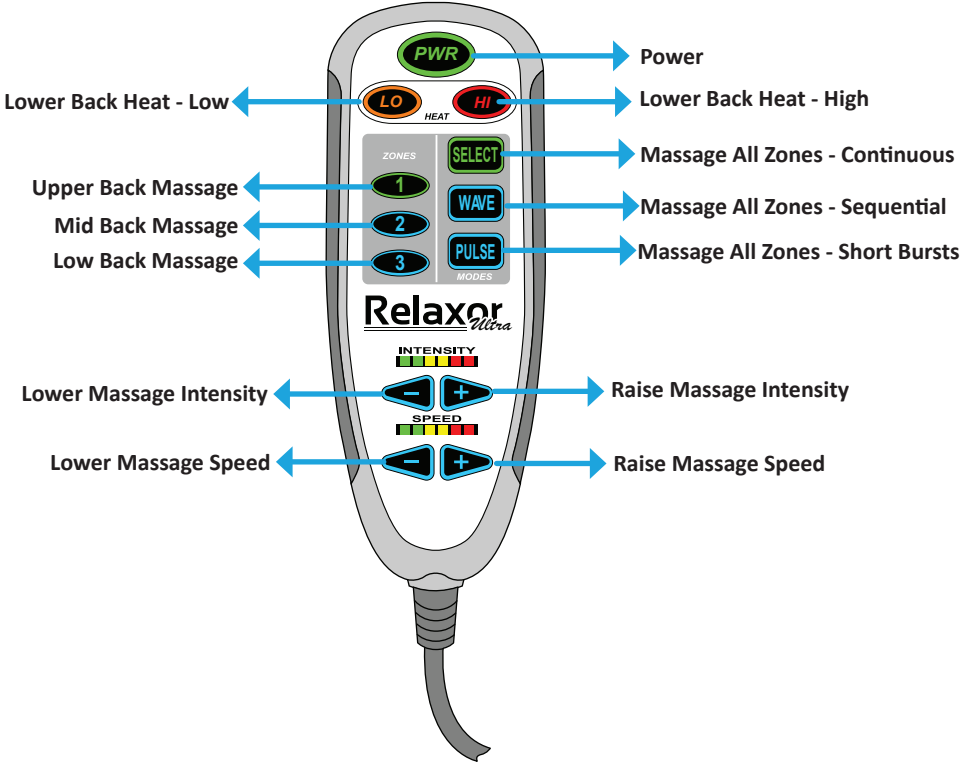 PWR
Power
Lower Back Heat - Low
LO
HEAT
HI
Lower Back Heat - High
ZONES
SELECT
Massage All Zones - Continuous
Upper Back Massage
1
WAVE
Massage All Zones - Sequential
Mid Back Massage
2
PULSE
Massage All Zones - Short Bursts
Low Back Massage
3
MODES
Relaxor
Ultra
INTENSITY
Lower Massage Intensity
−
+
Raise Massage Intensity
SPEED
Lower Massage Speed
−
+
Raise Massage Speed